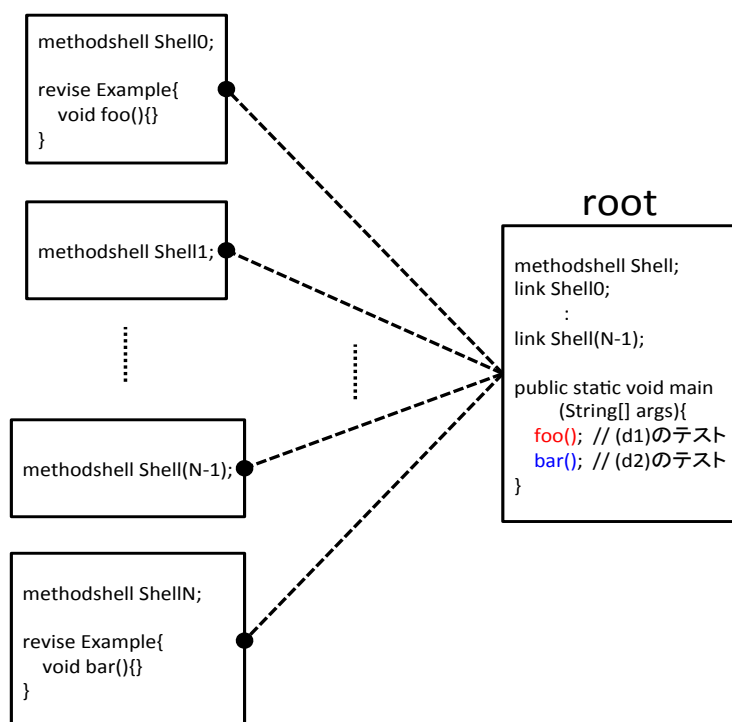 methodshell Shell0;
revise Example{
void foo(){}
}
methodshell Shell1;
methodshell Shell(N-1);
methodshell ShellN;
revise Example{
void bar(){}
}
root
methodshell Shell;
link Shell0;
:
link Shell(N-1);
public static void main
(String[] args){
foo(); // (d1)のテスト
bar(); // (d2)のテスト
}